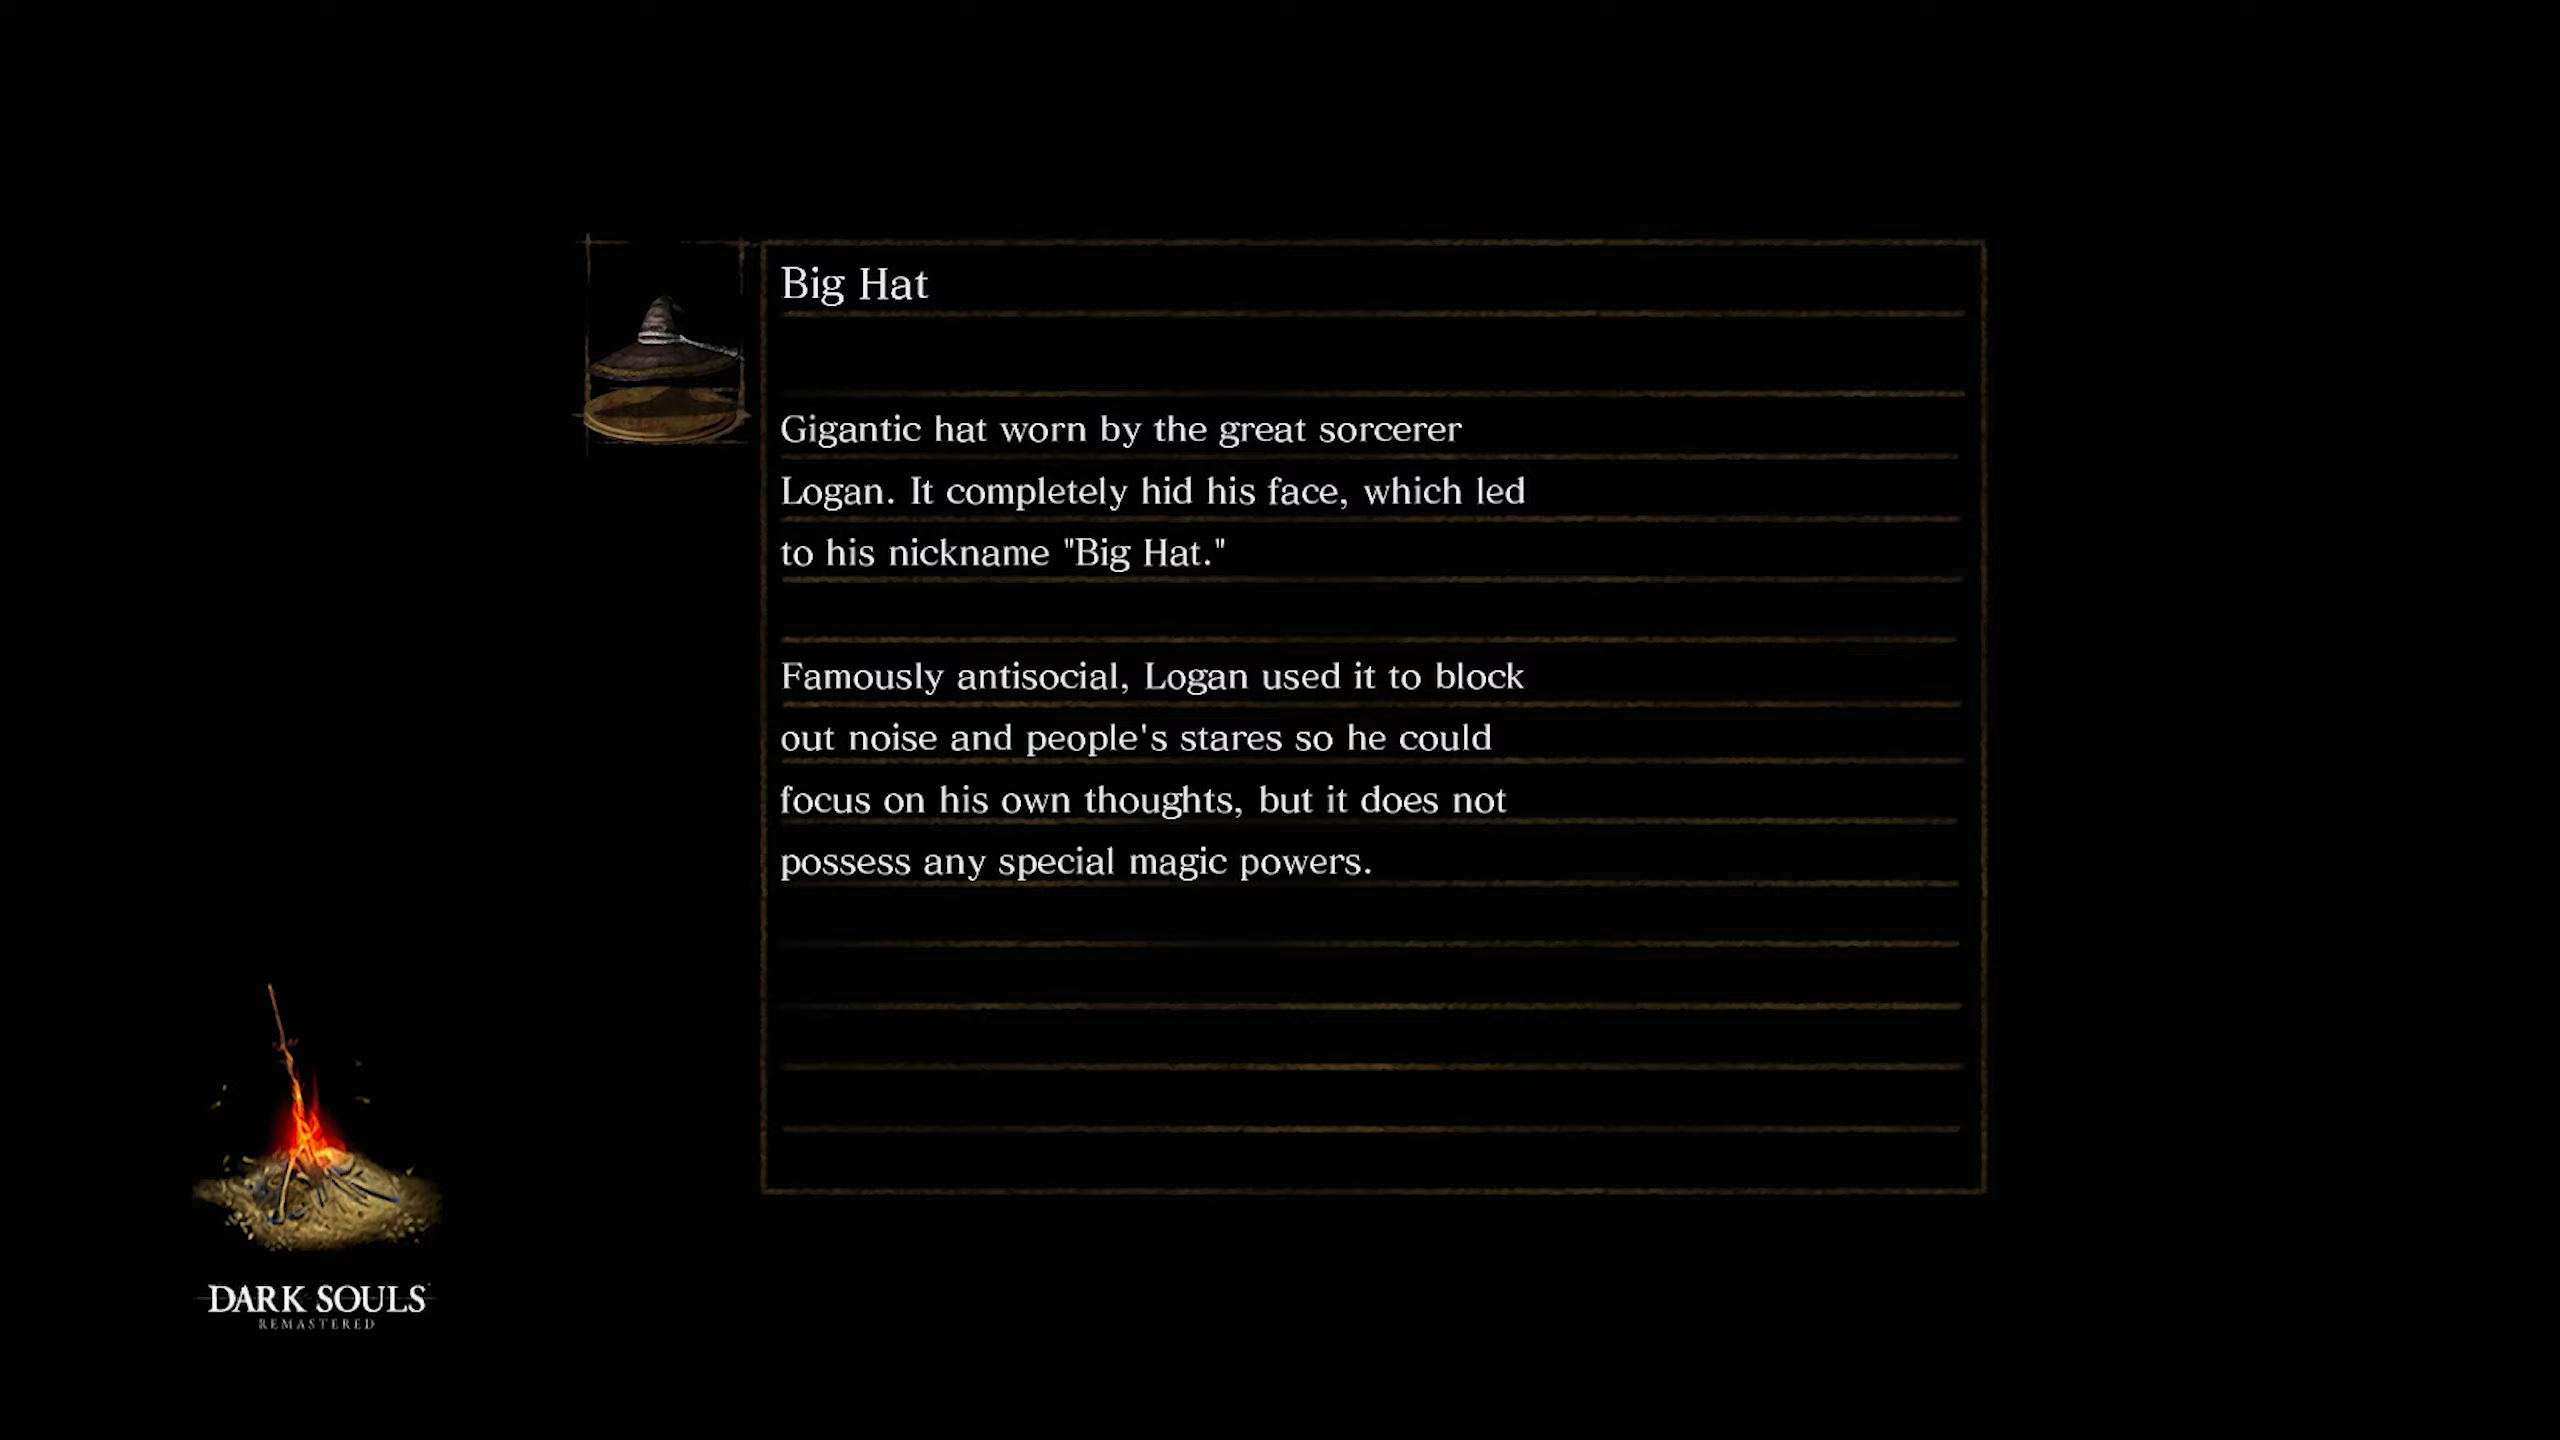 Big Hat
Gigantic hat worn by the great sorcerer
Logan. It completely hid his face, which led
to his nickname "Big Hat."
Famously antisocial, Logan used it to block
out noise and people's stares so he could
focus on his own thoughts, but it does not
possess any special magic powers.
DARK SOULS
REMASTERED